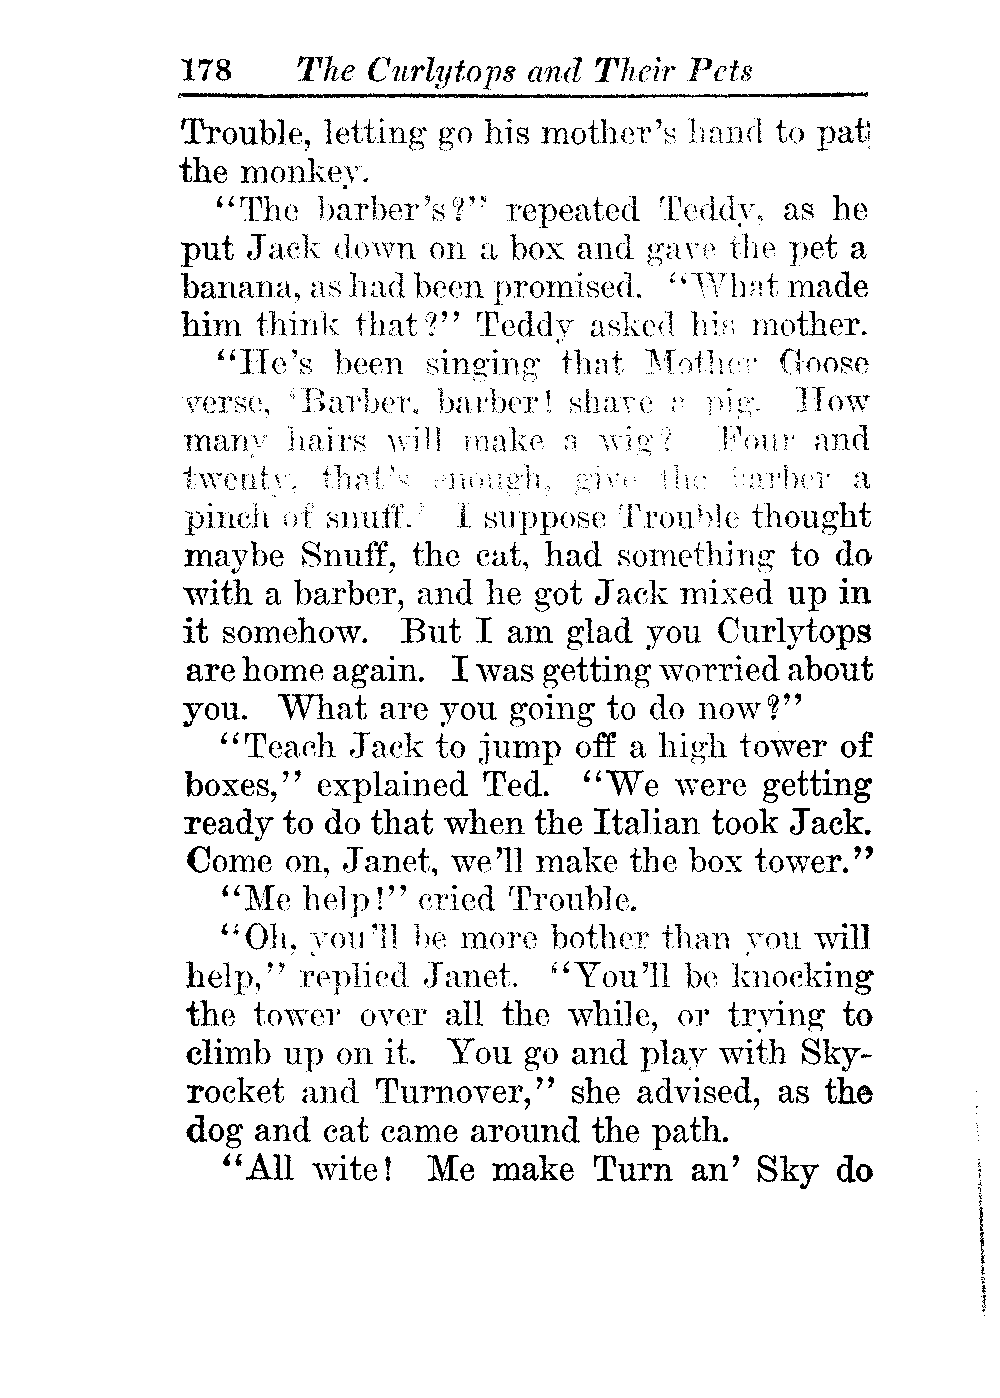 178 The Curlytops and Their Pets
Trouble, letting go his mother's hand to pat
the monkey.
"The barber's?" repeated Teddy, as he
put Jack down on a box and gave the pet a
banana, as had been promised. "What made
him think that?" Teddy asked his mother.
"He's been singing that Mother Goose
verse, 'Barber, barber! shave a pig. How
many hairs will make a wig? Four and
twenty, that's enough, give the barber a
pinch of snuff.' I suppose Trouble thought
maybe Snuff, the cat, had something to do
with a barber, and he got Jack mixed up in
it somehow. But I am glad you Curlytops
are home again. I was getting worried about
you. What are you going to do now?"
"Teach Jack to jump off a high tower of
boxes," explained Ted. "We were getting
ready to do that when the Italian took Jack.
Come on, Janet, we'll make the box tower."
"Me help!" cried Trouble.
"Oh, you'll be more bother than you will
help," replied Janet. "You'll be knocking
the tower over all the while, or trying to
climb up on it. You go and play with Sky-
rocket and Turnover," she advised, as the
dog and cat came around the path.
"All wite! Me make Turn an' Sky do